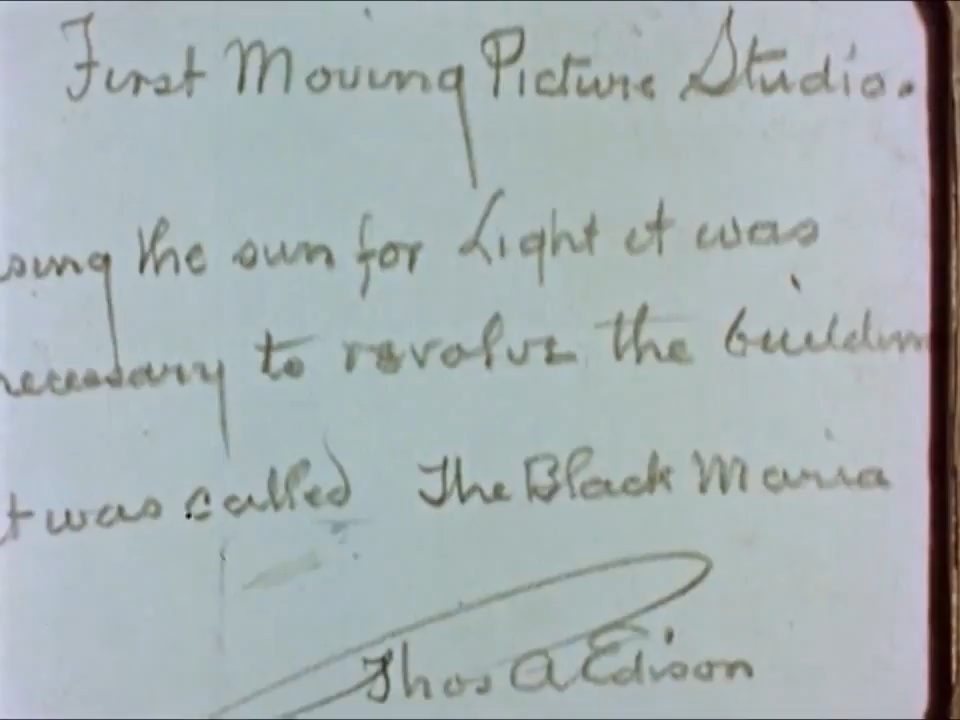 First Moving Picture Studio.
sing the sun for Light it was
necessary to revolve the buildin
t was called The Black Maria
Thos A Edison